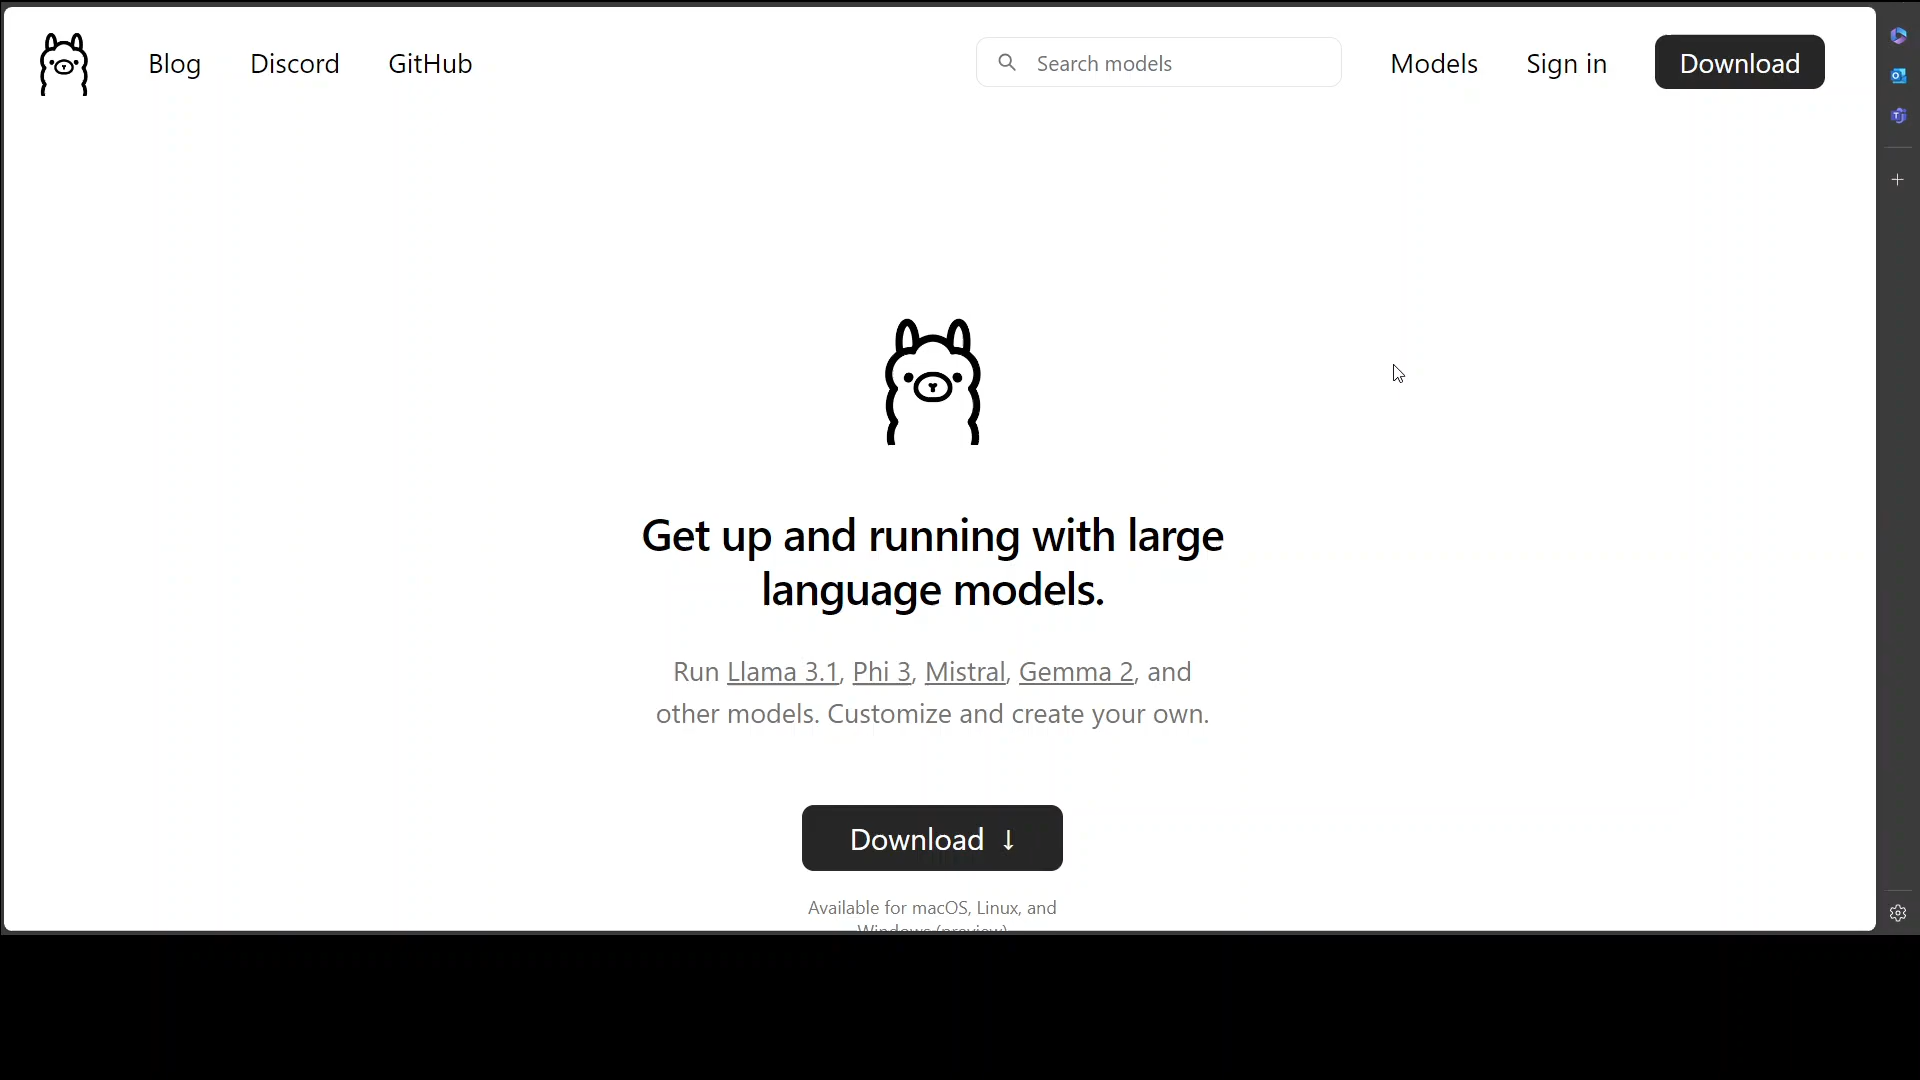 Blog Discord GitHub Search models Models Sign in Download
Get up and running with large
language models.
Run Llama 3.1, Phi 3, Mistral, Gemma 2, and
other models. Customize and create your own.
Download ↓
Available for macOS, Linux, and
Windows (preview)